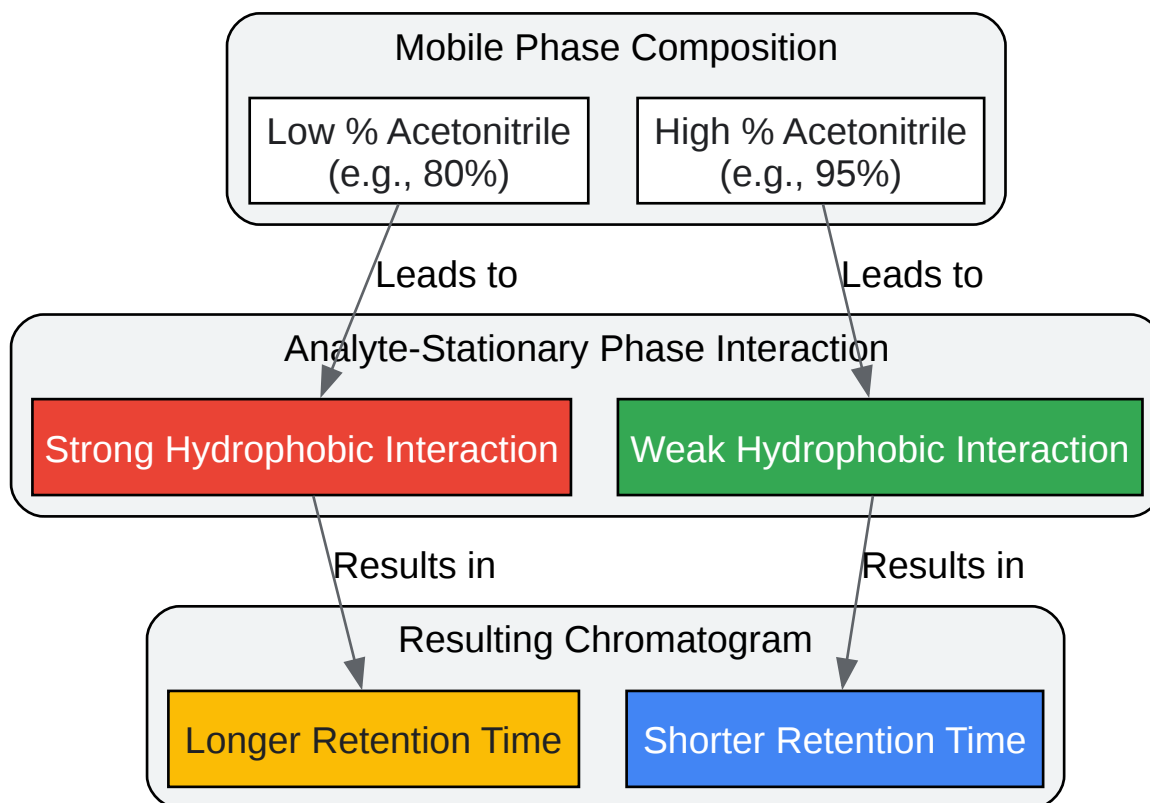 Mobile Phase Composition
Low % Acetonitrile
(e.g., 80%)
High % Acetonitrile
(e.g., 95%)
Leads to
Leads to
Analyte-Stationary Phase Interaction
Strong Hydrophobic Interaction
Weak Hydrophobic Interaction
Results in
Results in
Resulting Chromatogram
Longer Retention Time
Shorter Retention Time